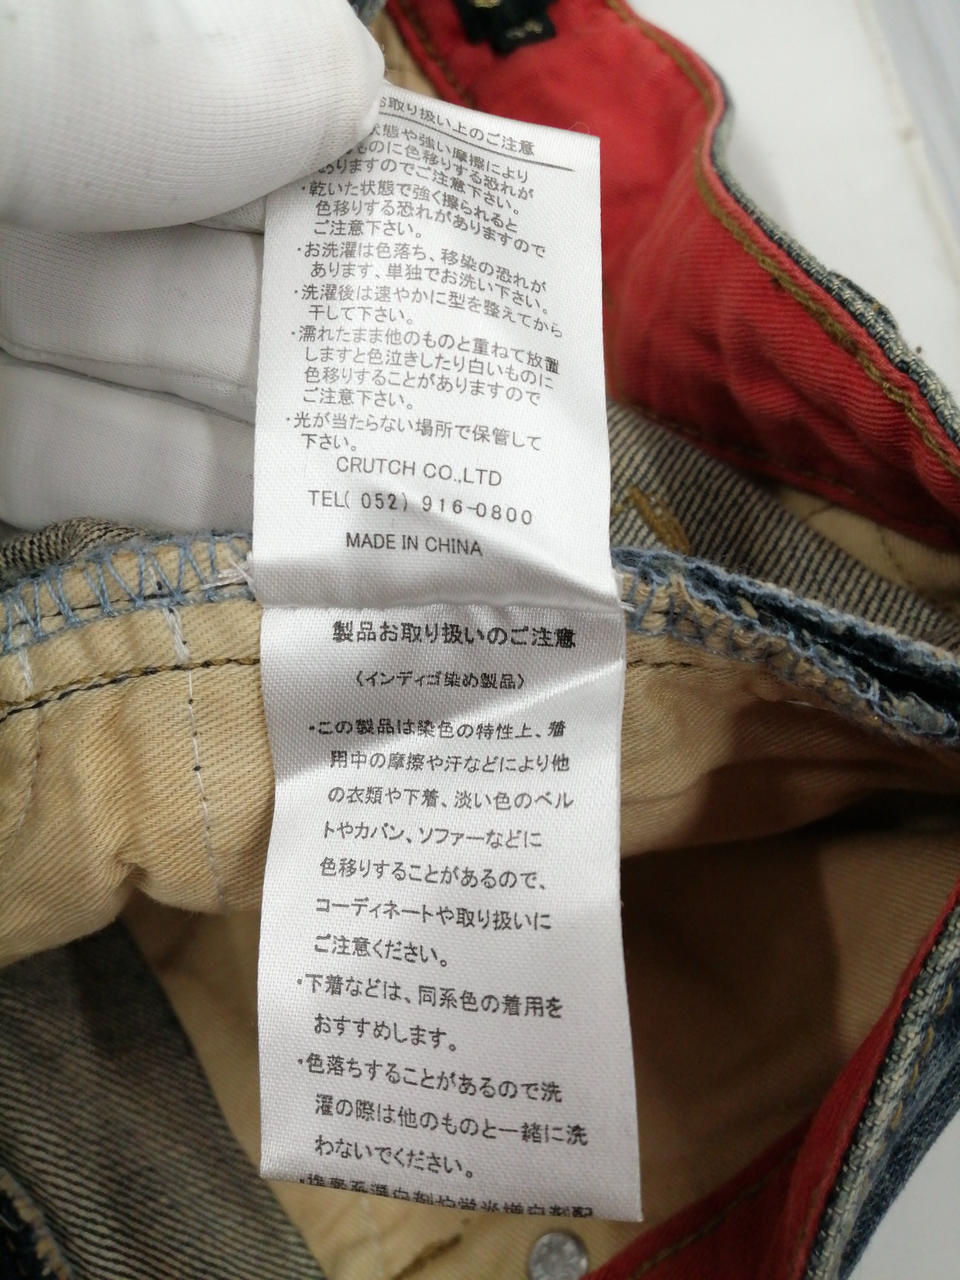 お取り扱い上のご注意
態や強い摩擦により
ものに色移りする恐れが
ありますのでご注意下さい。
・乾いた状態で強く擦られると
色移りする恐れがありますので
ご注意下さい。
・お洗濯は色落ち、移染の恐れが
あります、単独でお洗い下さい。
・洗濯後は速やかに型を整えてから
干して下さい。
・濡れたまま他のものと重ねて放置
しますと色泣きしたり白いものに
色移りすることがありますので
ご注意下さい。
・光が当たらない場所で保管して
下さい。
CRUTCH CO.,LTD
TEL(052)916-0800
MADE IN CHINA
製品お取り扱いのご注意
〈インディゴ染め製品〉
・この製品は染色の特性上、着
用中の摩擦や汗などにより他
の衣類や下着、淡い色のベル
トやカバン、ソファーなどに
色移りすることがあるので、
コーディネートや取り扱いに
ご注意ください。
・下着などは、同系色の着用を
おすすめします。
・色落ちすることがあるので洗
濯の際は他のものと一緒に洗
わないでください。